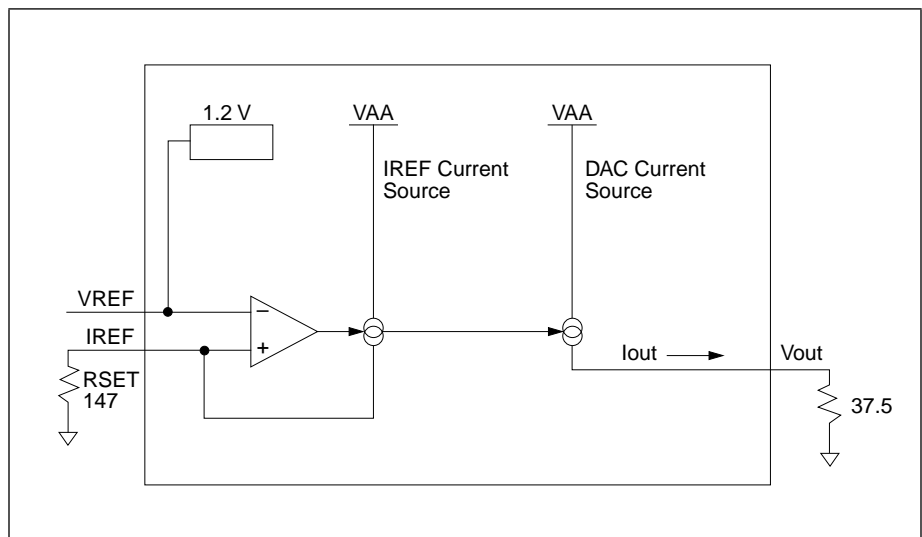 1.2 V
VAA
VAA
IREF Current
Source
DAC Current
Source
VREF
−
IREF
+
RSET
147
Iout
Vout
37.5